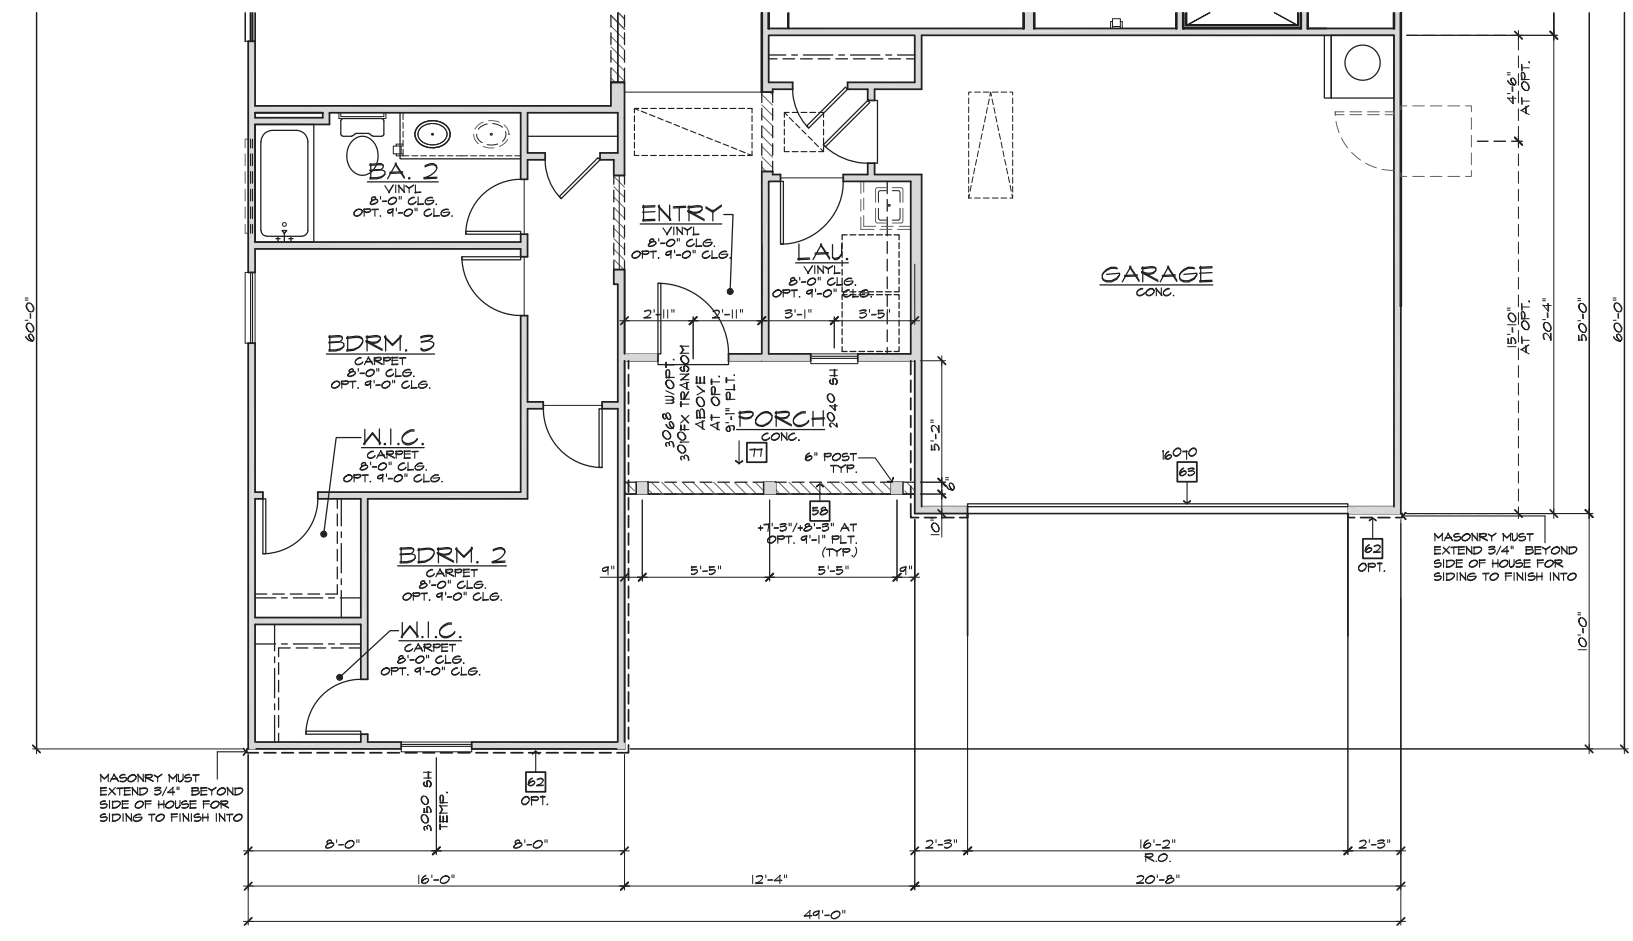 60'-0"
BA. 2
VINYL
8'-0" CLG.
OPT. 9'-0" CLG.
ENTRY
VINYL
8'-0" CLG.
OPT. 9'-0" CLG.
LAU.
VINYL
8'-0" CLG.
OPT. 9'-0" CLG.
GARAGE
CONC.
4'-6"
AT OPT.
15'-10"
AT OPT.
20'-4"
50'-0"
60'-0"
2'-11"
2'-11"
3'-1"
3'-5"
BDRM. 3
CARPET
8'-0" CLG.
OPT. 9'-0" CLG.
W.I.C.
CARPET
8'-0" CLG.
OPT. 9'-0" CLG.
3068 W/OPT.
3010FX TRANSOM
ABOVE
AT OPT.
9'-1" PLT.
PORCH
CONC.
2040 SH
77
6" POST
TYP.
5'-2"
6"
10"
16070
63
58
+7'-3"/+8'-3" AT
OPT. 9'-1" PLT.
(TYP.)
9"
5'-5"
5'-5"
9"
62
OPT.
MASONRY MUST
EXTEND 3/4" BEYOND
SIDE OF HOUSE FOR
SIDING TO FINISH INTO
BDRM. 2
CARPET
8'-0" CLG.
OPT. 9'-0" CLG.
W.I.C.
CARPET
8'-0" CLG.
OPT. 9'-0" CLG.
10'-0"
MASONRY MUST
EXTEND 3/4" BEYOND
SIDE OF HOUSE FOR
SIDING TO FINISH INTO
3050 SH
TEMP.
62
OPT.
8'-0"
8'-0"
2'-3"
16'-2"
R.O.
2'-3"
16'-0"
12'-4"
20'-8"
49'-0"